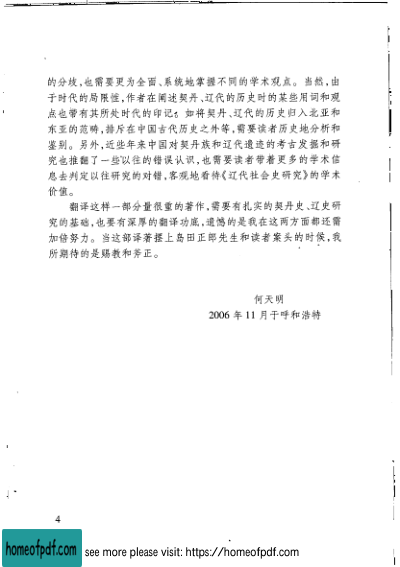 的分歧,也需要更为全面、系统地掌握不同的学术观点。当然,由
于时代的局限性,作者在阐述契丹、辽代的历史时的某些用词和观
点也带有其所处时代的印记。如将契丹、辽代的历史归入北亚和
东亚的范畴,排斥在中国古代历史之外等,需要读者历史地分析和
鉴别。另外,近些年来中国对契丹族和辽代遗迹的考古发掘和研
究也推翻了一些以往的错误认识,也需要读者带着更多的学术信
息去判定以往研究的对错,客观地看待《辽代社会史研究》的学术
价值。
翻译这样一部分量很重的著作,需要有扎实的契丹史、辽史研
究的基础,也要有深厚的翻译功底,遗憾的是我在这两方面都还需
加倍努力。当这部译著摆上岛田正郎先生和读者案头的时候,我
所期待的是赐教和斧正。
何天明
2006 年 11 月于呼和浩特
4
homeofpdf.com
see more please visit: https://homeofpdf.com